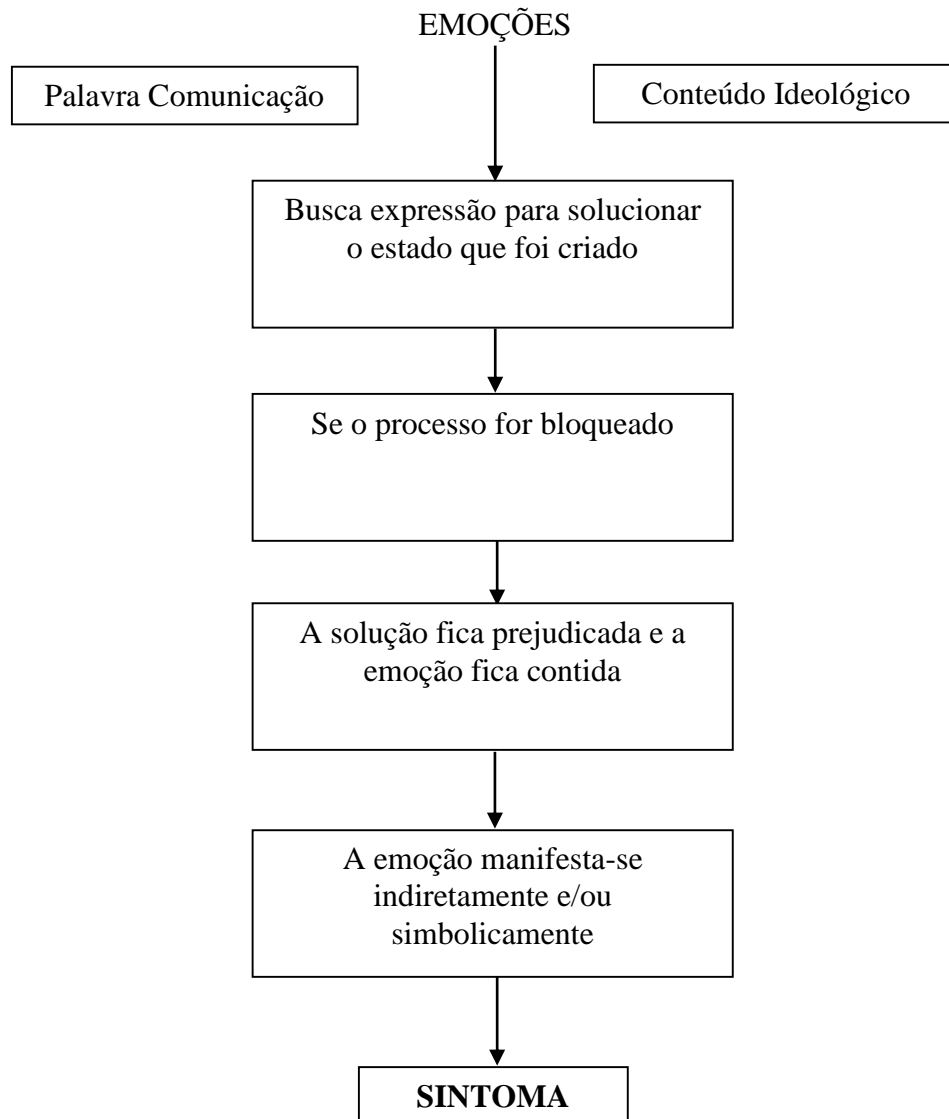 EMOÇÕES
Palavra Comunicação
Conteúdo Ideológico
Busca expressão para solucionar
o estado que foi criado
Se o processo for bloqueado
A solução fica prejudicada e a
emoção fica contida
A emoção manifesta-se
indiretamente e/ou
simbolicamente
SINTOMA